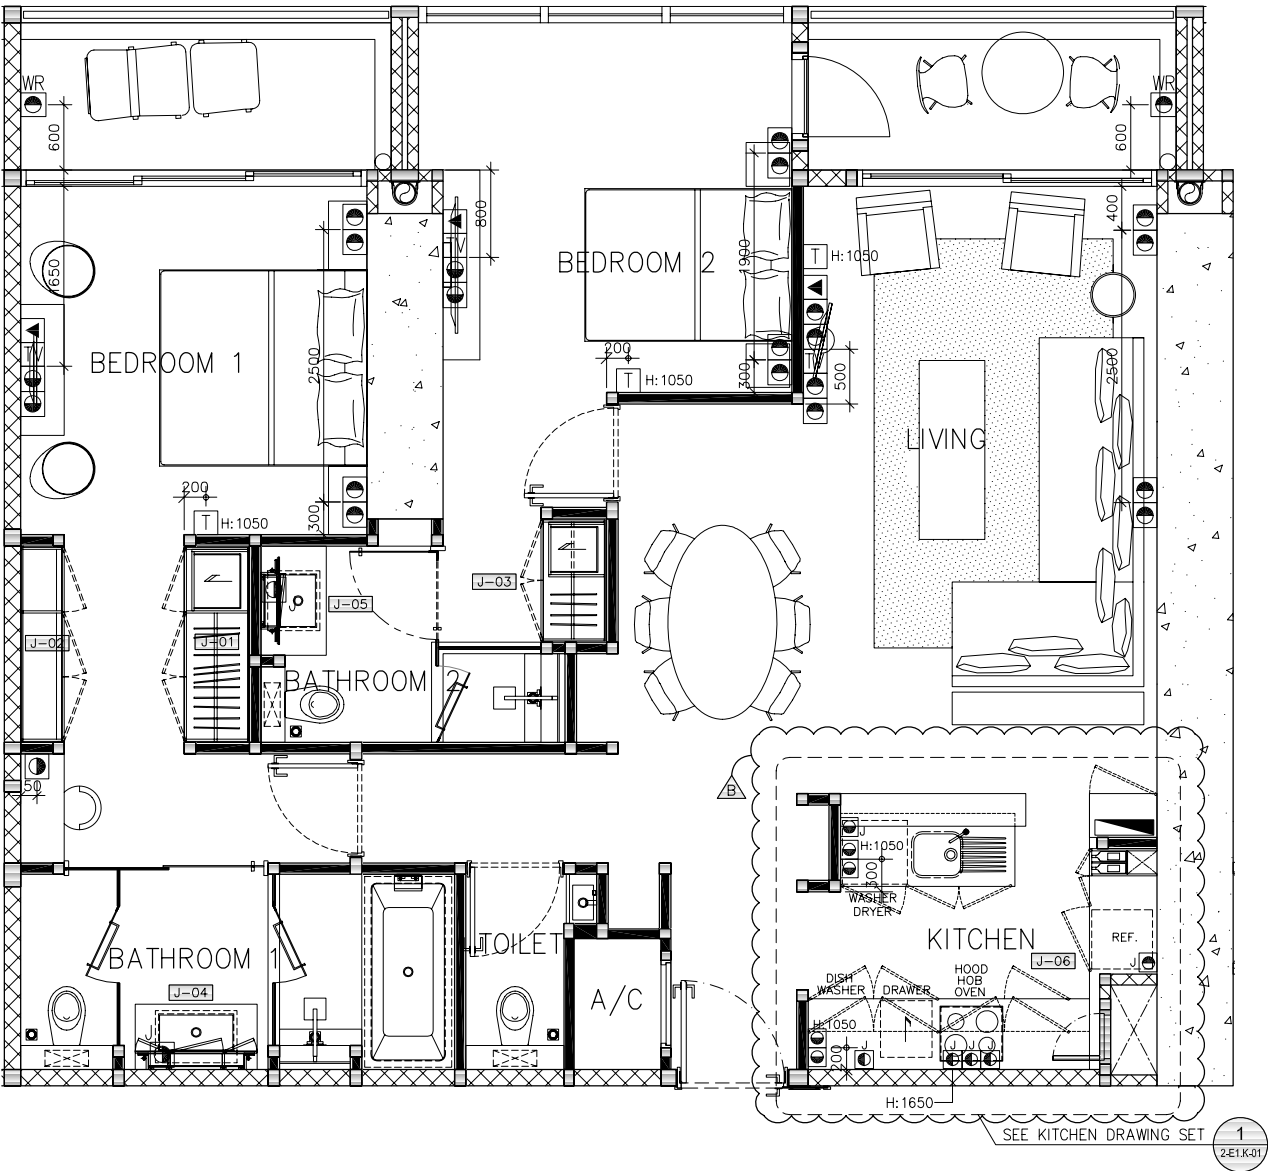 WR
WR
600
600
800
400
TV
BEDROOM 2
1900
T
H:1050
1650
TV
BEDROOM 1
2500
200
300
T
H:1050
TV
500
2500
LIVING
200
300
T
H:1050
J-03
J-05
J
J-02
J-01
BATHROOM 2
50
B
J
H:1050
300
WASHER
DRYER
KITCHEN
REF.
J-06
J
BATHROOM 1
TOILET
J-04
A/C
HOOD
HOB
OVEN
DISH
WASHER
DRAWER
J
H:1050
200
J
J
J
J
H:1650
SEE KITCHEN DRAWING SET
1
2-E1.K-01